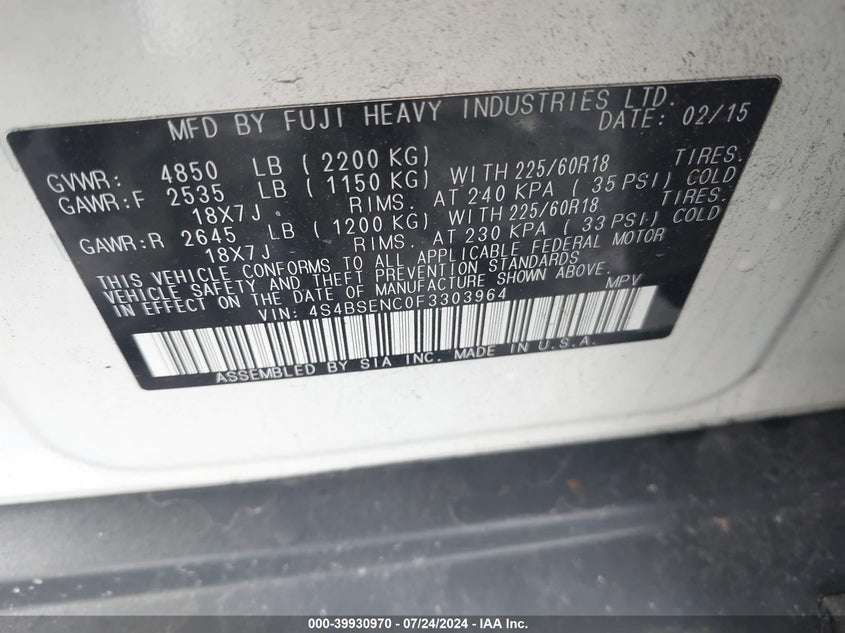 MFD BY FUJI HEAVY INDUSTRIES LTD.
DATE: 02/15
GVWR: 4850 LB (2200 KG)
GAWR:F 2535 LB (1150 KG) WITH 225/60R18 TIRES.
18X7J RIMS. AT 240 KPA (35 PSI) COLD
GAWR:R 2645 LB (1200 KG) WITH 225/60R18 TIRES.
18X7J RIMS. AT 230 KPA (33 PSI) COLD
THIS VEHICLE CONFORMS TO ALL APPLICABLE FEDERAL MOTOR
VEHICLE SAFETY AND THEFT PREVENTION STANDARDS
IN EFFECT ON THE DATE OF MANUFACTURE SHOWN ABOVE.
VIN: 4S4BSENC0F3303964 MPV
ASSEMBLED BY SIA INC. MADE IN U.S.A.
000-39930970 - 07/24/2024 - IAA Inc.